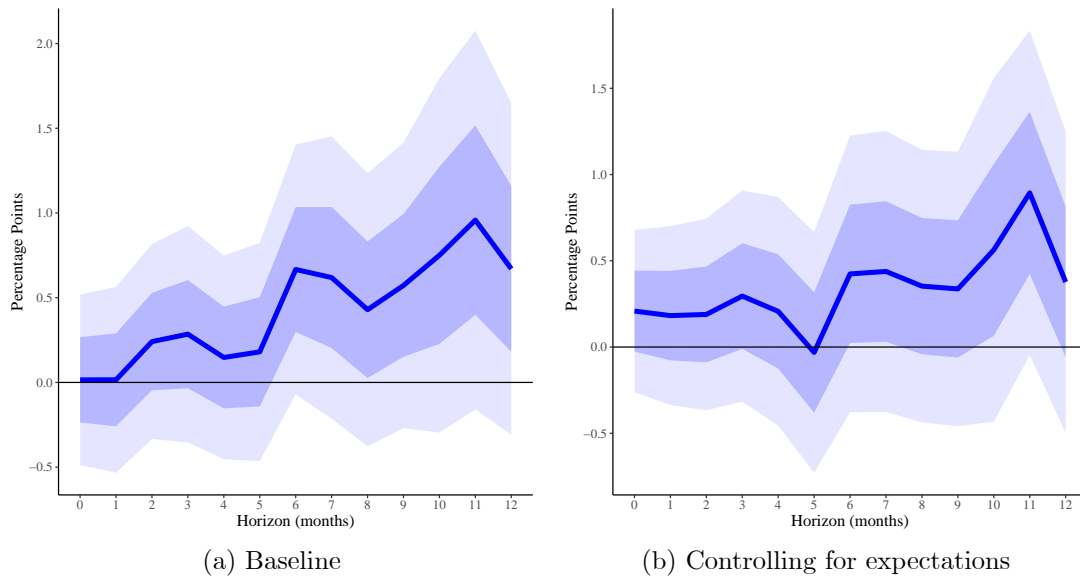 Percentage Points
2.0
1.5
1.0
0.5
0.0
−0.5
0 1 2 3 4 5 6 7 8 9 10 11 12
Horizon (months)
(a) Baseline
Percentage Points
1.5
1.0
0.5
0.0
−0.5
0 1 2 3 4 5 6 7 8 9 10 11 12
Horizon (months)
(b) Controlling for expectations